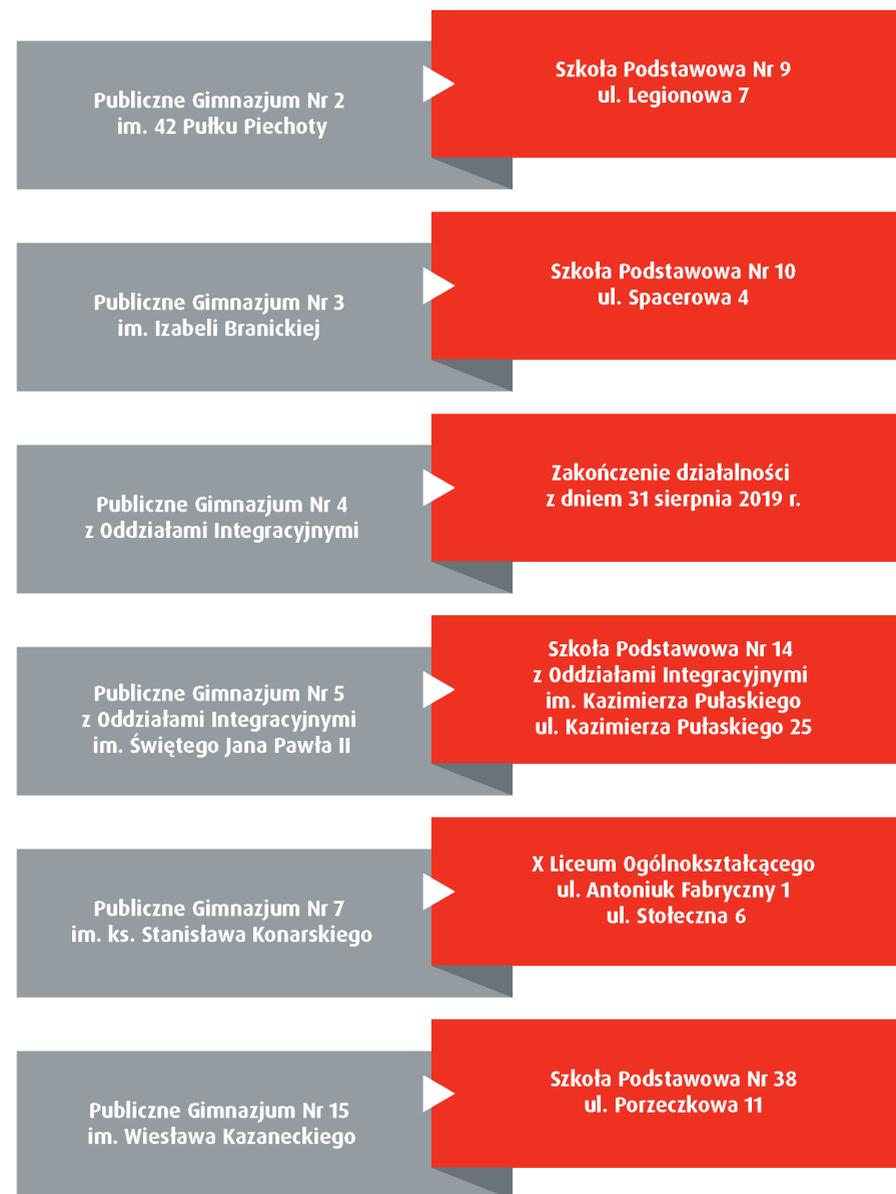 Publiczne Gimnazjum Nr 2
im. 42 Pułku Piechoty
Szkoła Podstawowa Nr 9
ul. Legionowa 7
Publiczne Gimnazjum Nr 3
im. Izabeli Branickiej
Szkoła Podstawowa Nr 10
ul. Spacerowa 4
Publiczne Gimnazjum Nr 4
z Oddziałami Integracyjnymi
Zakończenie działalności
z dniem 31 sierpnia 2019 r.
Publiczne Gimnazjum Nr 5
z Oddziałami Integracyjnymi
im. Świętego Jana Pawła II
Szkoła Podstawowa Nr 14
z Oddziałami Integracyjnymi
im. Kazimierza Pułaskiego
ul. Kazimierza Pułaskiego 25
Publiczne Gimnazjum Nr 7
im. ks. Stanisława Konarskiego
X Liceum Ogólnokształcącego
ul. Antoniuk Fabryczny 1
ul. Stołeczna 6
Publiczne Gimnazjum Nr 15
im. Wiesława Kazaneckiego
Szkoła Podstawowa Nr 38
ul. Porzeczkowa 11